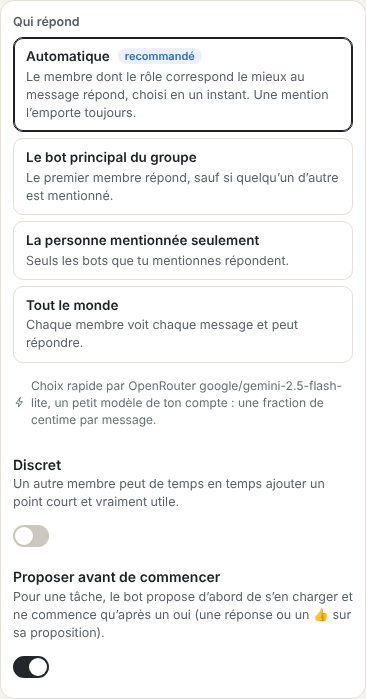 Qui répond
Automatique recommandé
Le membre dont le rôle correspond le mieux au
message répond, choisi en un instant. Une mention
l’emporte toujours.
Le bot principal du groupe
Le premier membre répond, sauf si quelqu’un d’autre
est mentionné.
La personne mentionnée seulement
Seuls les bots que tu mentionnes répondent.
Tout le monde
Chaque membre voit chaque message et peut
répondre.
Choix rapide par OpenRouter google/gemini-2.5-flash-
lite, un petit modèle de ton compte : une fraction de
centime par message.
Discret
Un autre membre peut de temps en temps ajouter un
point court et vraiment utile.
Proposer avant de commencer
Pour une tâche, le bot propose d’abord de s’en charger et
ne commence qu’après un oui (une réponse ou un 👍 sur
sa proposition).